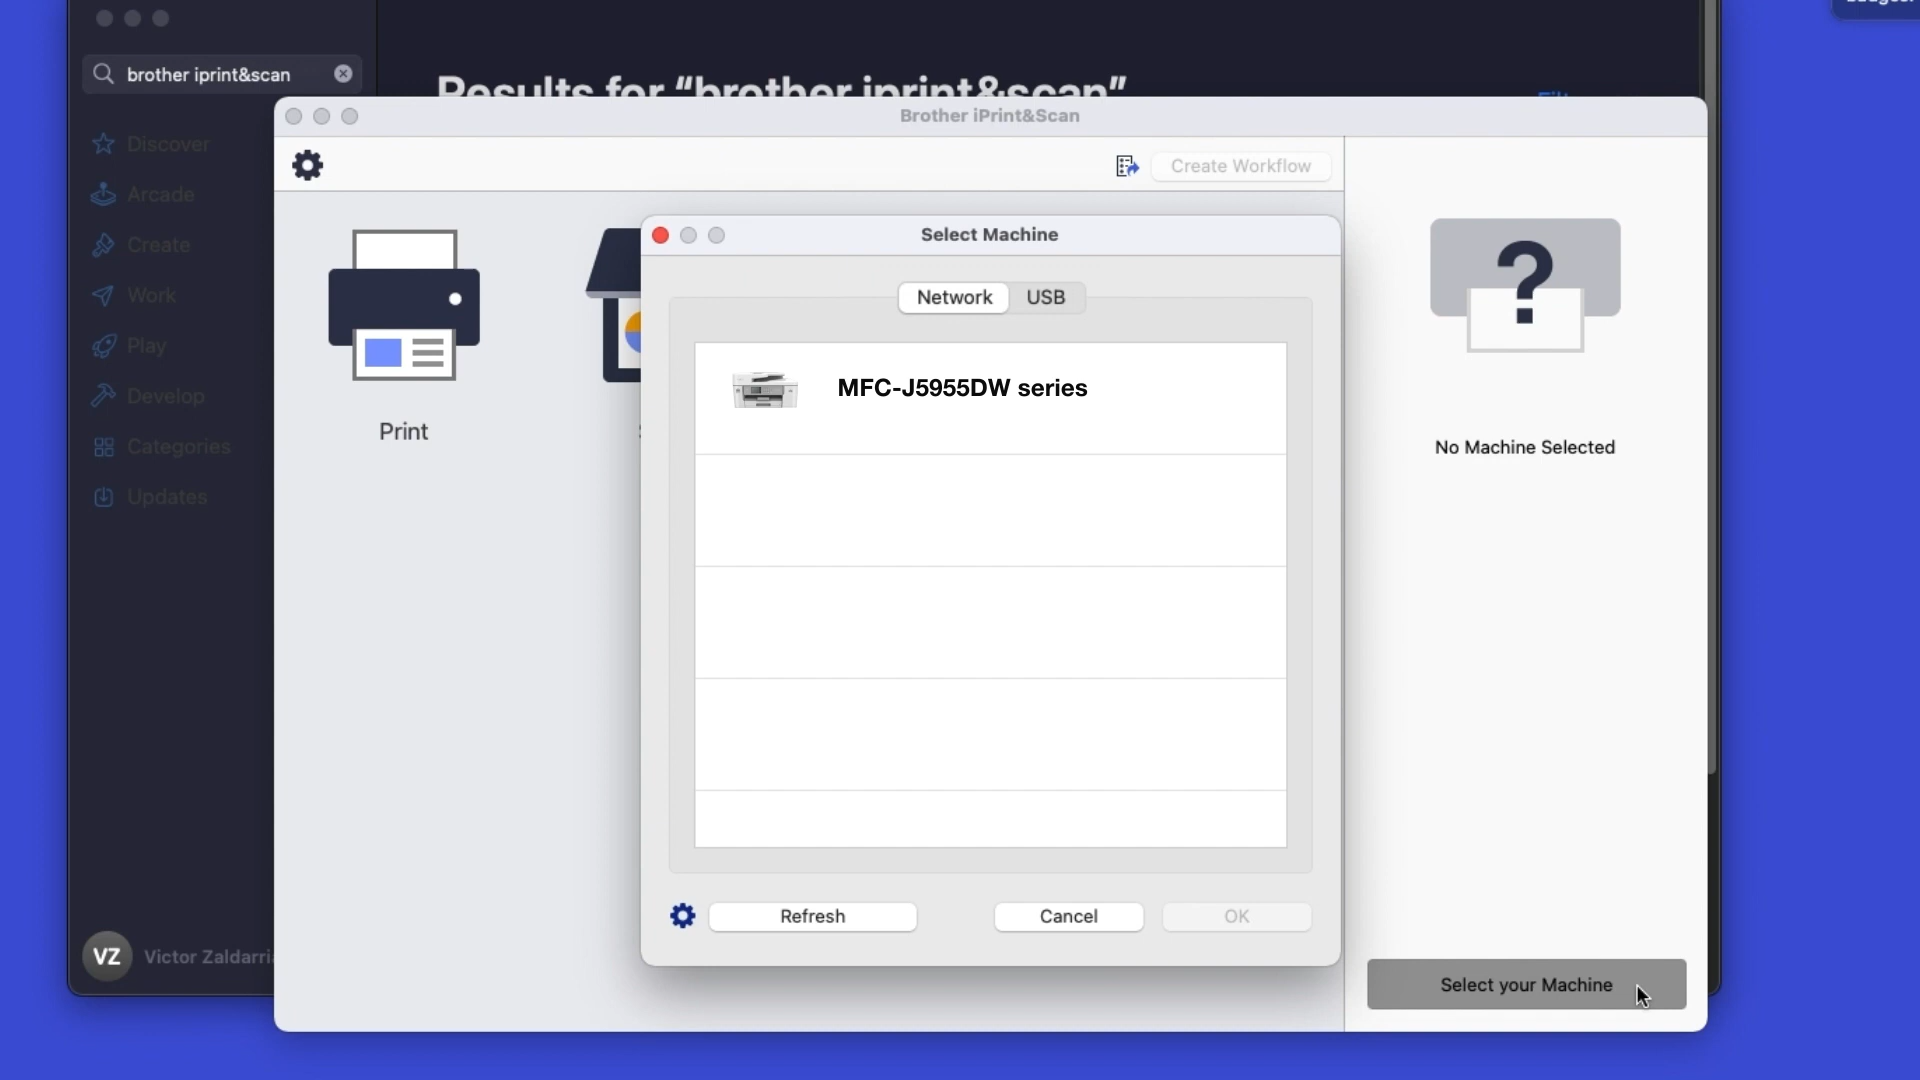 brother iprint&scan
Results for “brother iprint&scan”
Brother iPrint&Scan
Create Workflow
Discover
Arcade
Create
Work
Play
Develop
Categories
Updates
Select Machine
Network
USB
MFC-J5955DW series
Print
No Machine Selected
Refresh
Cancel
OK
Select your Machine
VZ
Victor